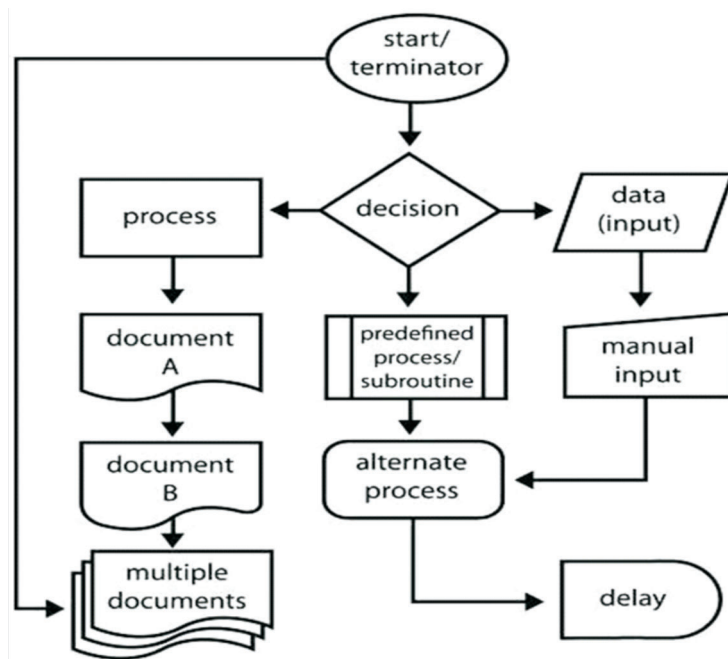 start/
terminator
process
decision
data
(input)
document
A
predefined
process/
subroutine
manual
input
document
B
alternate
process
multiple
documents
delay